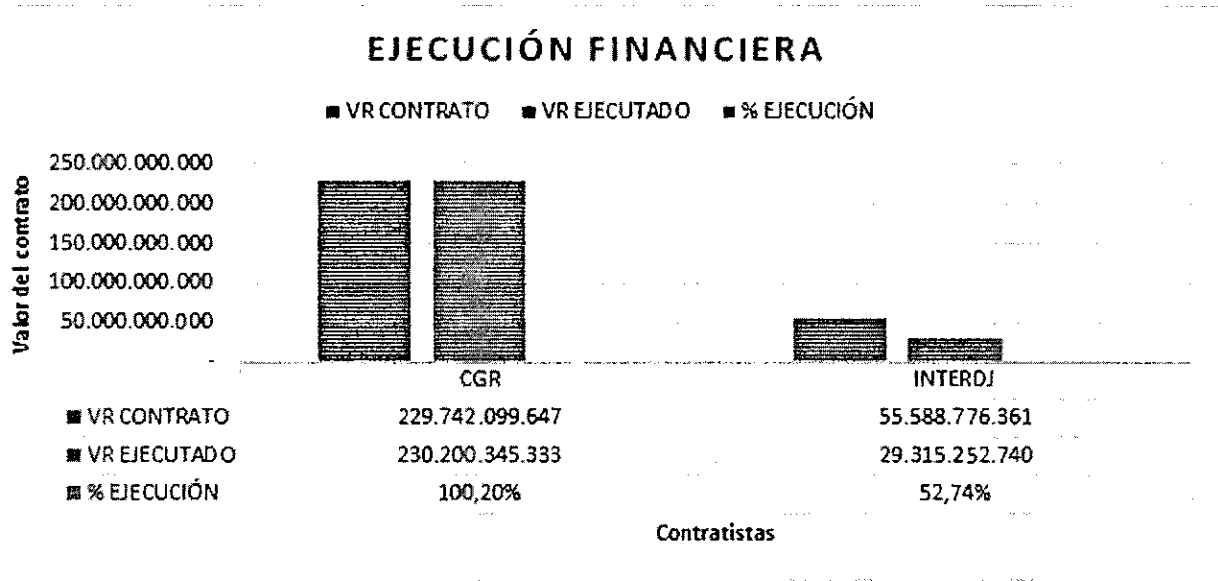 EJECUCIÓN FINANCIERA
■ VR CONTRATO ■ VR EJECUTADO ■ % EJECUCIÓN
Valor del contrato
250.000.000.000
200.000.000.000
150.000.000.000
100.000.000.000
50.000.000.000
-
CGR INTERDJ
■ VR CONTRATO 229.742.099.647 55.588.776.361
■ VR EJECUTADO 230.200.345.333 29.315.252.740
■ % EJECUCIÓN 100,20% 52,74%
Contratistas